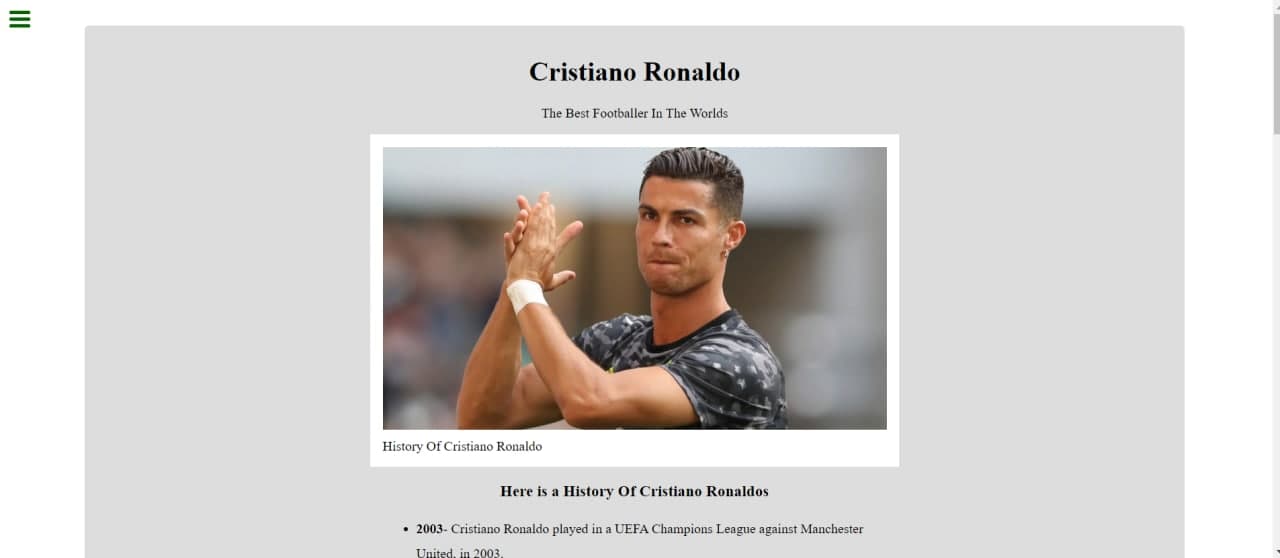 Cristiano Ronaldo
The Best Footballer In The Worlds
History Of Cristiano Ronaldo
Here is a History Of Cristiano Ronaldos
2003- Cristiano Ronaldo played in a UEFA Champions League against Manchester
United, in 2003.